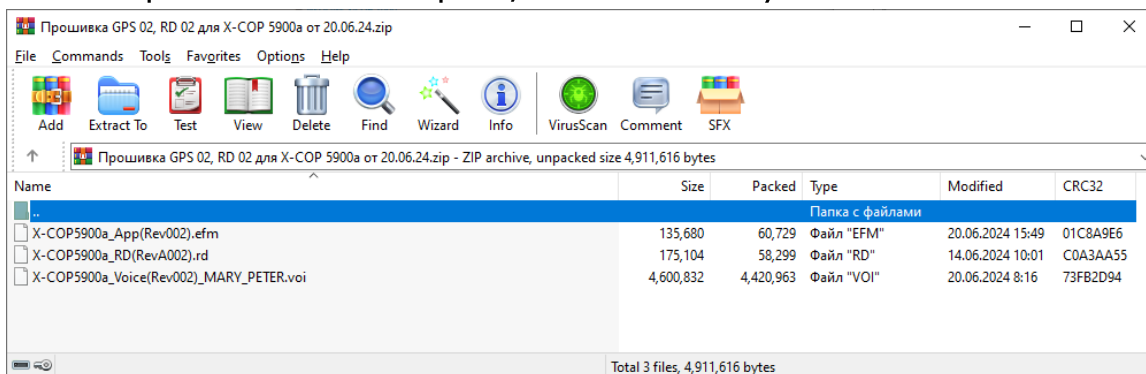 Прошивка GPS 02, RD 02 для X-COP 5900a от 20.06.24.zip
File Commands Tools Favorites Options Help
Add Extract To Test View Delete Find Wizard Info VirusScan Comment SFX
Прошивка GPS 02, RD 02 для X-COP 5900a от 20.06.24.zip - ZIP archive, unpacked size 4,911,616 bytes
Name Size Packed Type Modified CRC32
.. Папка с файлами
X-COP5900a_App(Rev002).efm 135,680 60,729 Файл "EFM" 20.06.2024 15:49 01C8A9E6
X-COP5900a_RD(RevA002).rd 175,104 58,299 Файл "RD" 14.06.2024 10:01 C0A3AA55
X-COP5900a_Voice(Rev002)_MARY_PETER.voi 4,600,832 4,420,963 Файл "VOI" 20.06.2024 8:16 73FB2D94
Total 3 files, 4,911,616 bytes